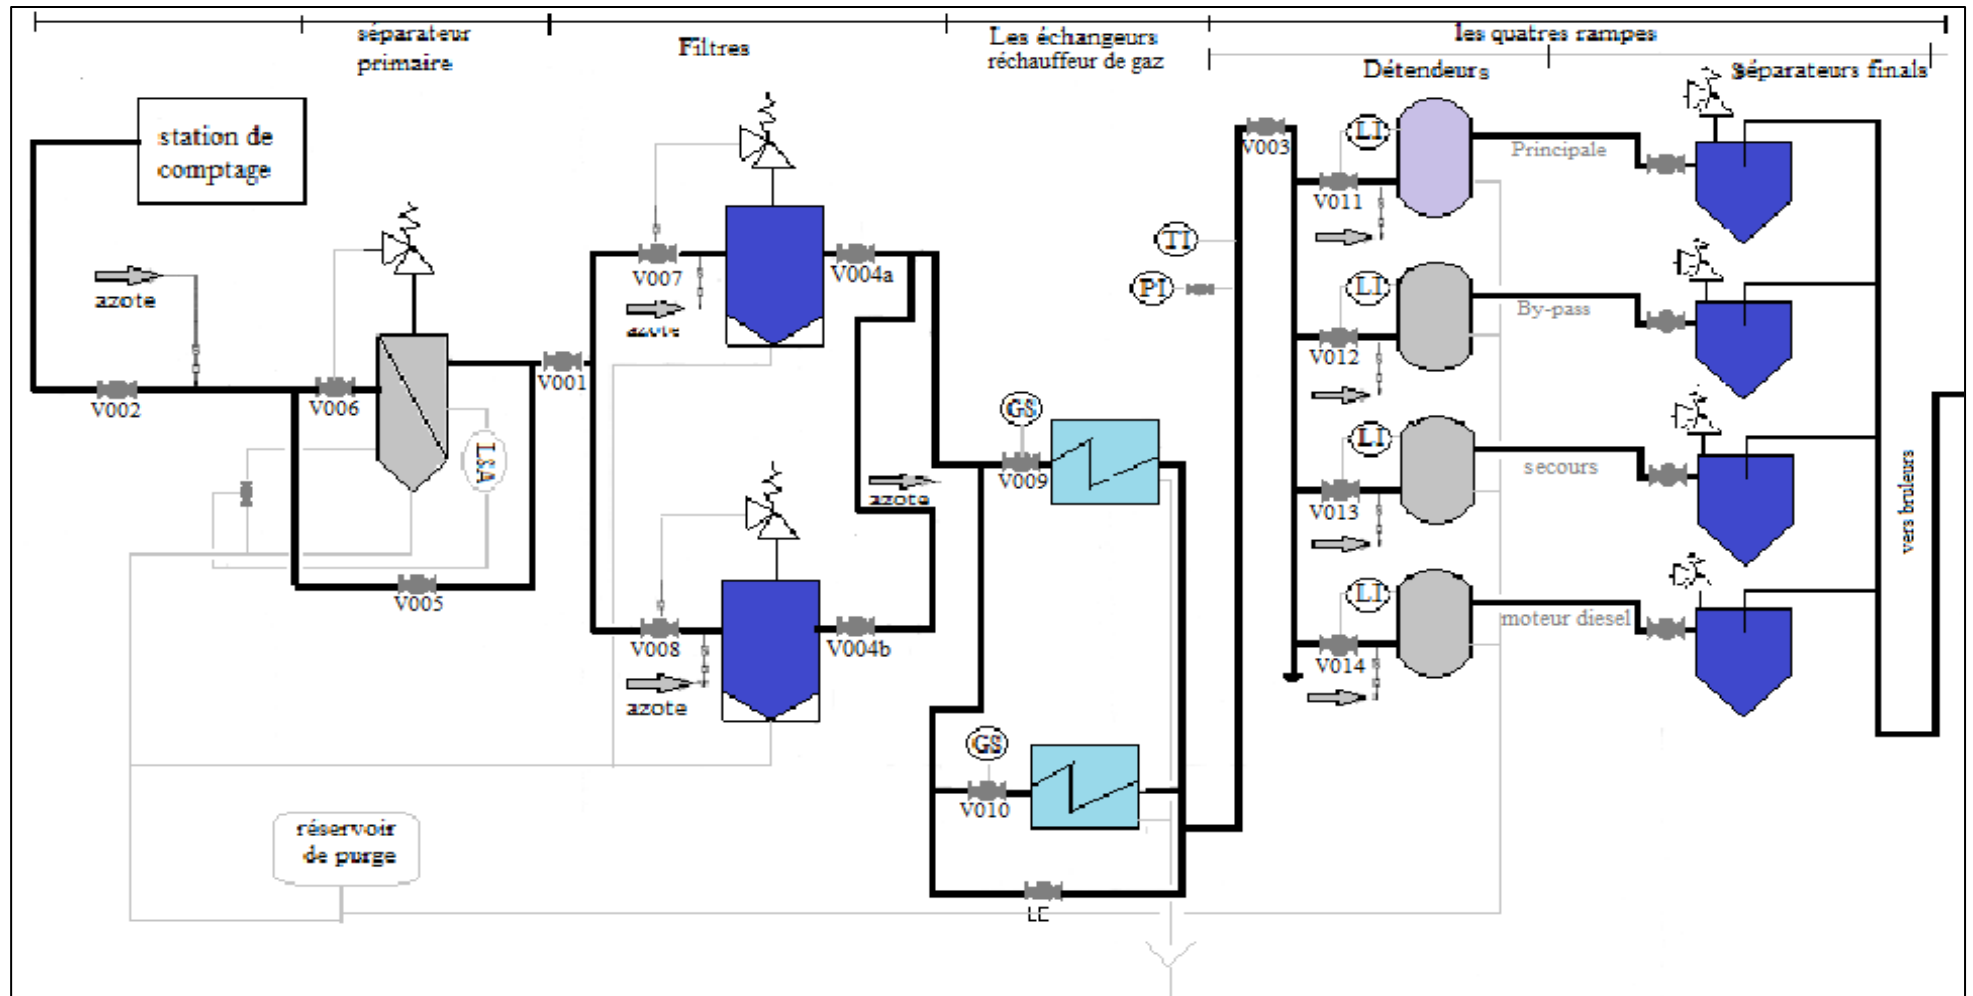 séparateur
primaire
Filtres
Les échangeurs
réchauffeur de gaz
les quatres rampes
Détendeurs
Séparateurs finals
station de
comptage
azote
V002
V006
LSA
V005
V001
V007
azote
V004a
V008
azote
V004b
azote
GS
V009
GS
V010
LE
réservoir
de purge
TI
PI
V003
LI
V011
Principale
LI
V012
By-pass
LI
V013
secours
LI
V014
moteur diesel
vers bruleurs